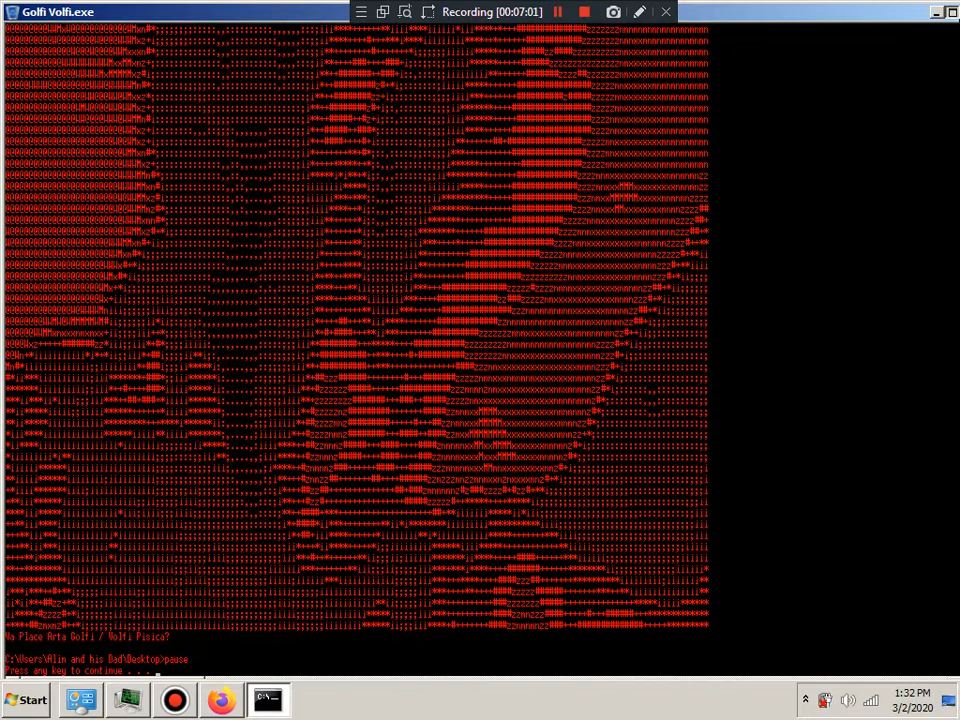 Golfi Volfi.exe
Recording [00:07:01]
Va Place Arta Golfi / Volfi Pisica?
C:\Users\Alin and his Dad\Desktop>pause
Press any key to continue . . .
Start
1:32 PM
3/2/2020